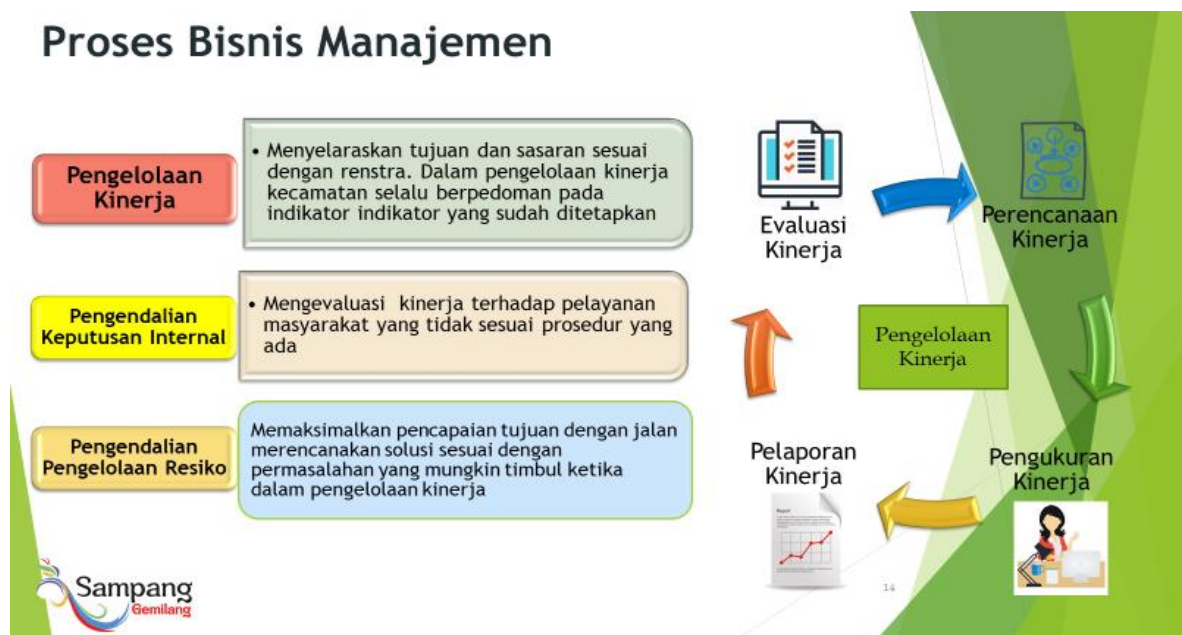 Proses Bisnis Manajemen
Pengelolaan
Kinerja
• Menyelaraskan tujuan dan sasaran sesuai
dengan renstra. Dalam pengelolaan kinerja
kecamatan selalu berpedoman pada
indikator indikator yang sudah ditetapkan
Pengendalian
Keputusan Internal
• Mengevaluasi kinerja terhadap pelayanan
masyarakat yang tidak sesuai prosedur yang
ada
Pengendalian
Pengelolaan Resiko
Memaksimalkan pencapaian tujuan dengan jalan
merencanakan solusi sesuai dengan
permasalahan yang mungkin timbul ketika
dalam pengelolaan kinerja
Evaluasi
Kinerja
Perencanaan
Kinerja
Pengelolaan
Kinerja
Pelaporan
Kinerja
Pengukuran
Kinerja
Sampang
Gemilang
14